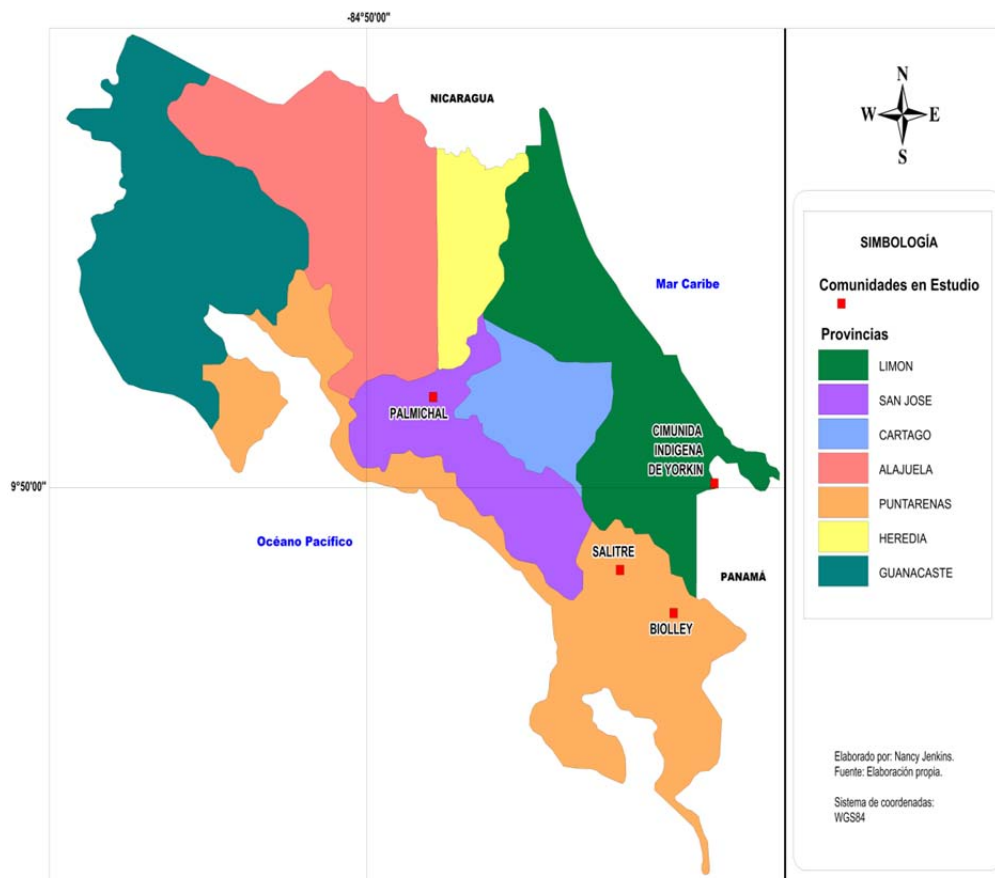 -84°50'00"
NICARAGUA
Mar Caribe
PALMICHAL
CIMUNIDA
INDIGENA
DE YORKIN
9°50'00"
Océano Pacífico
SALITRE
PANAMÁ
BIOLLEY
N
W
E
S
SIMBOLOGÍA
Comunidades en Estudio
Provincias
LIMON
SAN JOSE
CARTAGO
ALAJUELA
PUNTARENAS
HEREDIA
GUANACASTE
Elaborado por: Nancy Jenkins.
Fuente: Elaboración propia.
Sistema de coordenadas:
WGS84